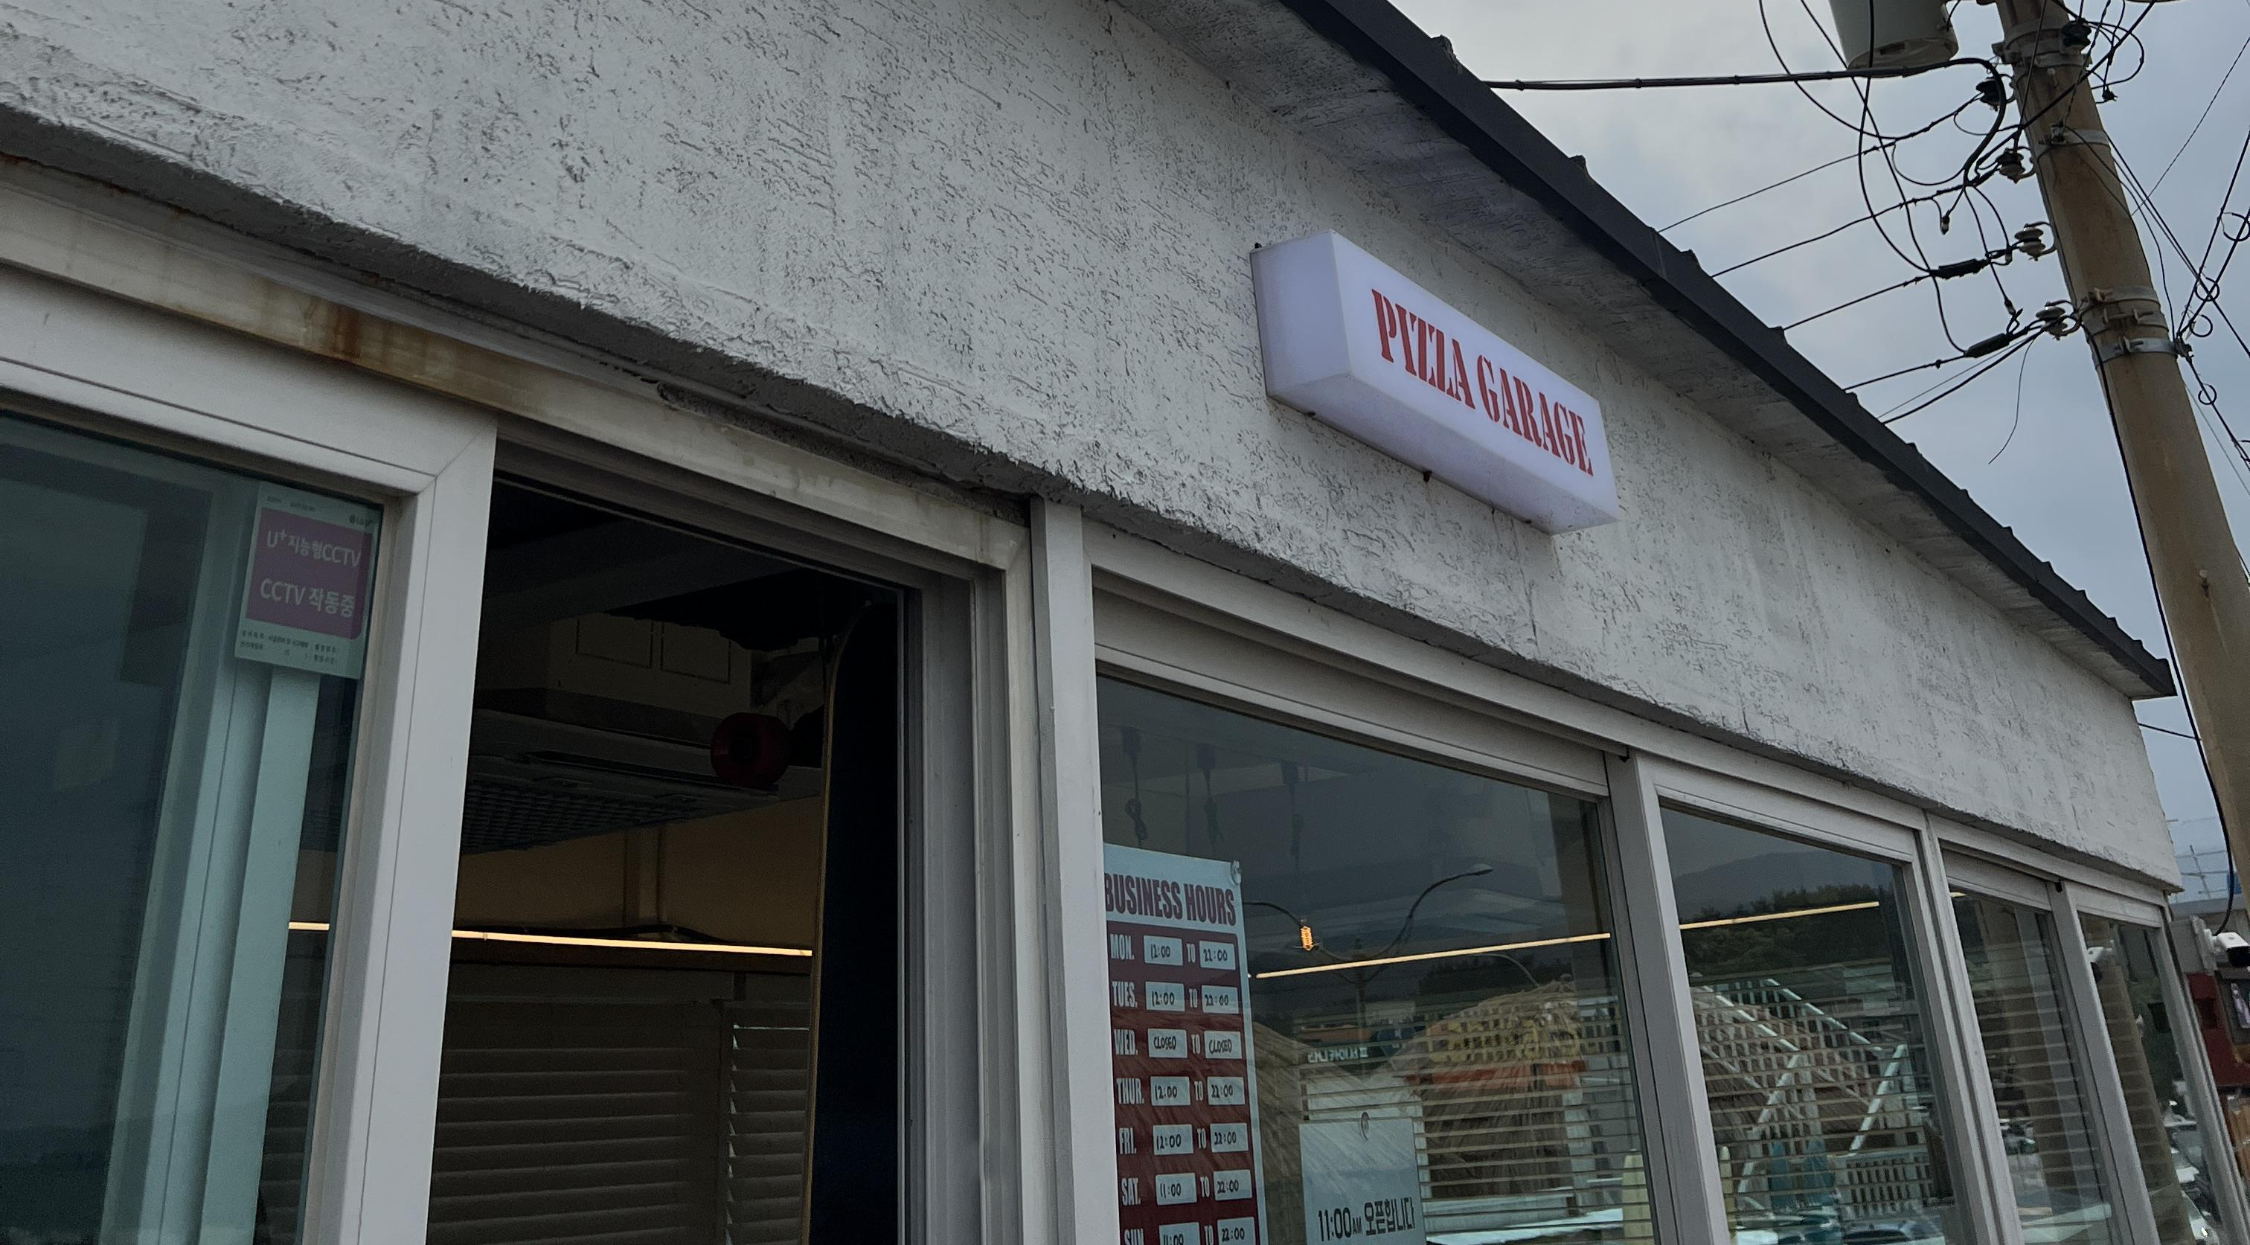 PIZZA GARAGE
U⁺지능형CCTV
CCTV 작동중
BUSINESS HOURS
MON. 12:00 TO 22:00
TUES. 12:00 TO 22:00
WED. CLOSED TO CLOSED
THUR. 12:00 TO 22:00
FRI. 12:00 TO 22:00
SAT. 11:00 TO 22:00
SUN. 11:00 TO 22:00
11:00AM 오픈합니다